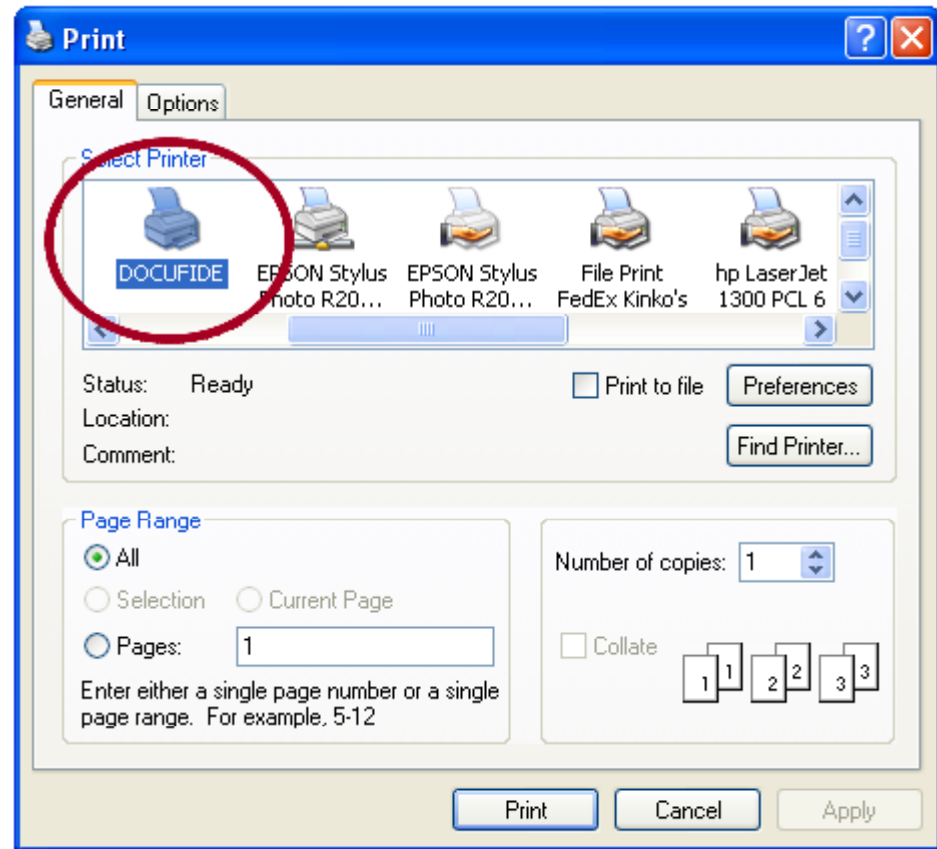 Print
General Options
Select Printer
DOCUFIDE
EPSON Stylus Photo R20...
EPSON Stylus Photo R20...
File Print FedEx Kinko's
hp LaserJet 1300 PCL 6
Status: Ready
Print to file
Preferences
Location:
Comment:
Find Printer...
Page Range
All
Selection Current Page
Pages: 1
Enter either a single page number or a single
page range. For example, 5-12
Number of copies: 1
Collate
1 1 2 2 3 3
Print Cancel Apply